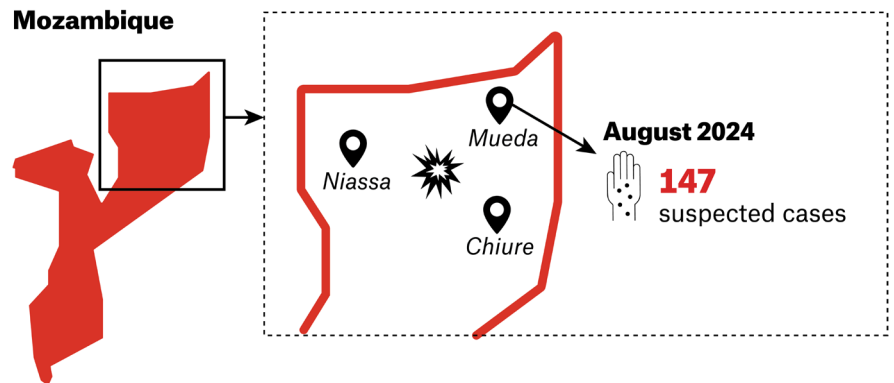 Mozambique
Mueda
Niassa
Chiure
August 2024
147
suspected cases